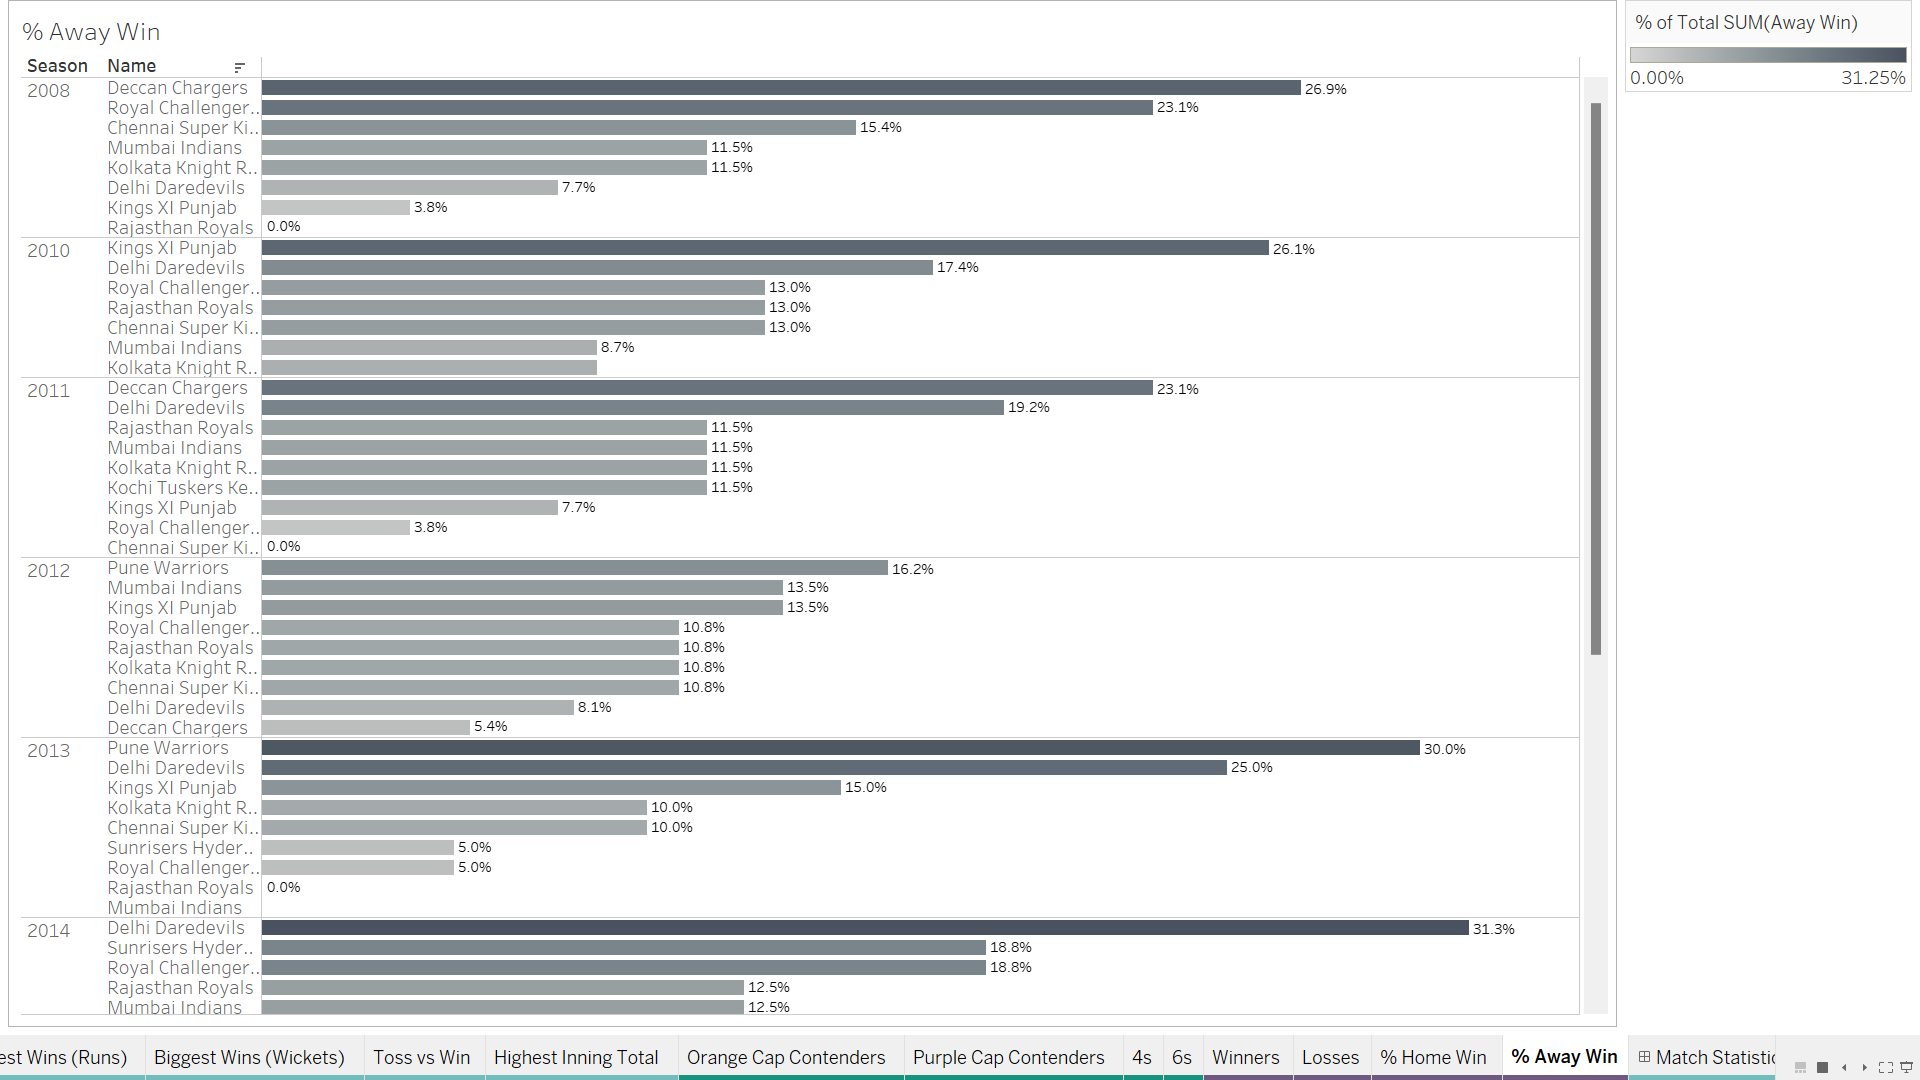 % Away Win
Season Name
2008 Deccan Chargers 26.9%
Royal Challenger.. 23.1%
Chennai Super Ki.. 15.4%
Mumbai Indians 11.5%
Kolkata Knight R.. 11.5%
Delhi Daredevils 7.7%
Kings XI Punjab 3.8%
Rajasthan Royals 0.0%
2010 Kings XI Punjab 26.1%
Delhi Daredevils 17.4%
Royal Challenger.. 13.0%
Rajasthan Royals 13.0%
Chennai Super Ki.. 13.0%
Mumbai Indians 8.7%
Kolkata Knight R..
2011 Deccan Chargers 23.1%
Delhi Daredevils 19.2%
Rajasthan Royals 11.5%
Mumbai Indians 11.5%
Kolkata Knight R.. 11.5%
Kochi Tuskers Ke.. 11.5%
Kings XI Punjab 7.7%
Royal Challenger.. 3.8%
Chennai Super Ki.. 0.0%
2012 Pune Warriors 16.2%
Mumbai Indians 13.5%
Kings XI Punjab 13.5%
Royal Challenger.. 10.8%
Rajasthan Royals 10.8%
Kolkata Knight R.. 10.8%
Chennai Super Ki.. 10.8%
Delhi Daredevils 8.1%
Deccan Chargers 5.4%
2013 Pune Warriors 30.0%
Delhi Daredevils 25.0%
Kings XI Punjab 15.0%
Kolkata Knight R.. 10.0%
Chennai Super Ki.. 10.0%
Sunrisers Hyder.. 5.0%
Royal Challenger.. 5.0%
Rajasthan Royals 0.0%
Mumbai Indians
2014 Delhi Daredevils 31.3%
Sunrisers Hyder.. 18.8%
Royal Challenger.. 18.8%
Rajasthan Royals 12.5%
Mumbai Indians 12.5%
% of Total SUM(Away Win)
0.00% 31.25%
est Wins (Runs) Biggest Wins (Wickets) Toss vs Win Highest Inning Total Orange Cap Contenders Purple Cap Contenders 4s 6s Winners Losses % Home Win % Away Win Match Statistic